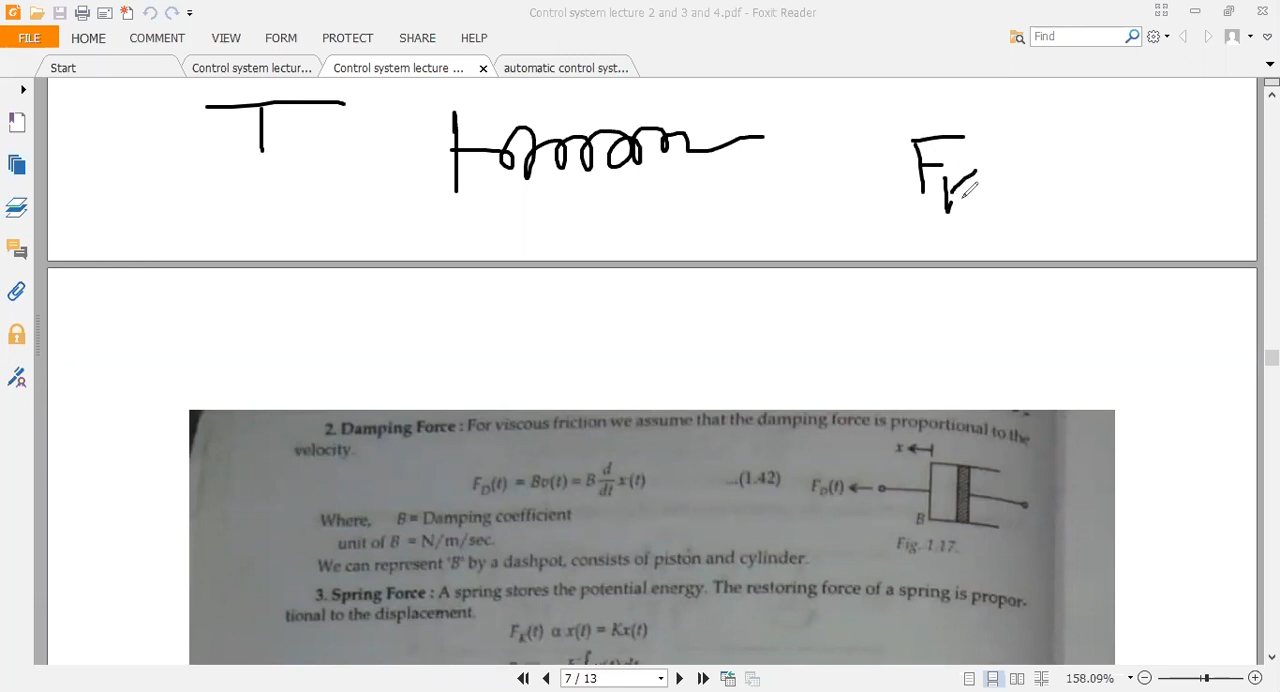 Control system lecture 2 and 3 and 4.pdf - Foxit Reader
FILE HOME COMMENT VIEW FORM PROTECT SHARE HELP Find
Start Control system lectur... Control system lecture ... automatic control syst...
T
F
2. Damping Force : For viscous friction we assume that the damping force is proportional to the
velocity.
F_D(t) = Bv(t) = B d/dt x(t) ...(1.42)
x
F_D(t)
B
Where, B = Damping coefficient
unit of B = N/m/sec.
Fig. 1.17.
We can represent 'B' by a dashpot, consists of piston and cylinder.
3. Spring Force : A spring stores the potential energy. The restoring force of a spring is propor-
tional to the displacement.
F_K(t) α x(t) = Kx(t)
7 / 13 158.09%